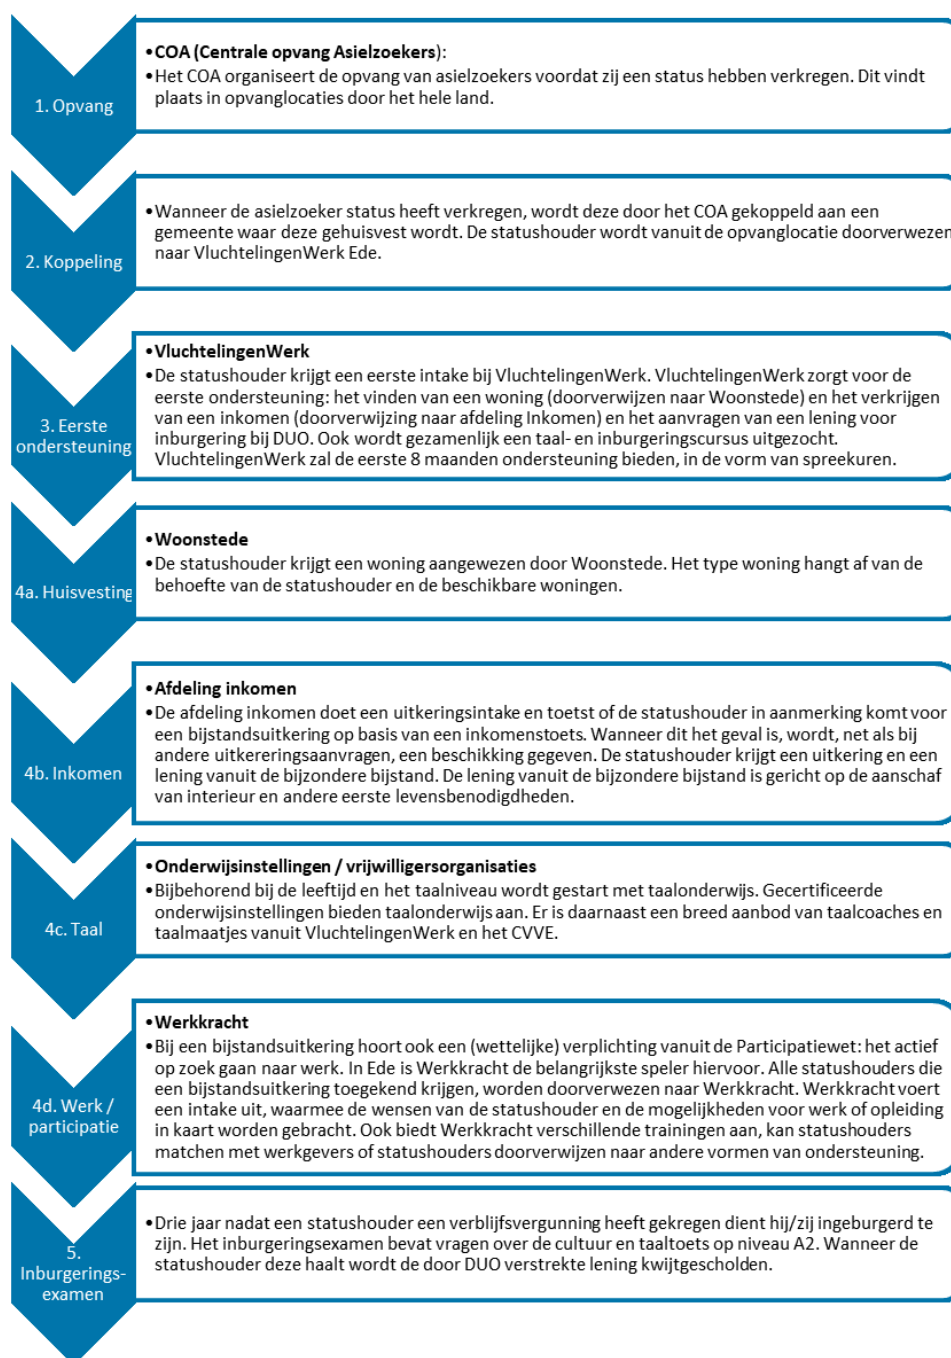 1. Opvang
•COA (Centrale opvang Asielzoekers):
•Het COA organiseert de opvang van asielzoekers voordat zij een status hebben verkregen. Dit vindt
plaats in opvanglocaties door het hele land.
2. Koppeling
•Wanneer de asielzoeker status heeft verkregen, wordt deze door het COA gekoppeld aan een
gemeente waar deze gehuisvest wordt. De statushouder wordt vanuit de opvanglocatie doorverwezen
naar VluchtelingenWerk Ede.
3. Eerste
ondersteuning
•VluchtelingenWerk
•De statushouder krijgt een eerste intake bij VluchtelingenWerk. VluchtelingenWerk zorgt voor de
eerste ondersteuning: het vinden van een woning (doorverwijzen naar Woonstede) en het verkrijgen
van een inkomen (doorverwijzing naar afdeling Inkomen) en het aanvragen van een lening voor
inburgering bij DUO. Ook wordt gezamenlijk een taal- en inburgeringscursus uitgezocht.
VluchtelingenWerk zal de eerste 8 maanden ondersteuning bieden, in de vorm van spreekuren.
4a. Huisvesting
•Woonstede
•De statushouder krijgt een woning aangewezen door Woonstede. Het type woning hangt af van de
behoefte van de statushouder en de beschikbare woningen.
4b. Inkomen
•Afdeling inkomen
•De afdeling inkomen doet een uitkeringsintake en toetst of de statushouder in aanmerking komt voor
een bijstandsuitkering op basis van een inkomenstoets. Wanneer dit het geval is, wordt, net als bij
andere uitkereringsaanvragen, een beschikking gegeven. De statushouder krijgt een uitkering en een
lening vanuit de bijzondere bijstand. De lening vanuit de bijzondere bijstand is gericht op de aanschaf
van interieur en andere eerste levensbenodigdheden.
4c. Taal
•Onderwijsinstellingen / vrijwilligersorganisaties
•Bijbehorend bij de leeftijd en het taalniveau wordt gestart met taalonderwijs. Gecertificeerde
onderwijsinstellingen bieden taalonderwijs aan. Er is daarnaast een breed aanbod van taalcoaches en
taalmaatjes vanuit VluchtelingenWerk en het CVVE.
4d. Werk /
participatie
•Werkkracht
•Bij een bijstandsuitkering hoort ook een (wettelijke) verplichting vanuit de Participatiewet: het actief
op zoek gaan naar werk. In Ede is Werkkracht de belangrijkste speler hiervoor. Alle statushouders die
een bijstandsuitkering toegekend krijgen, worden doorverwezen naar Werkkracht. Werkkracht voert
een intake uit, waarmee de wensen van de statushouder en de mogelijkheden voor werk of opleiding
in kaart worden gebracht. Ook biedt Werkkracht verschillende trainingen aan, kan statushouders
matchen met werkgevers of statushouders doorverwijzen naar andere vormen van ondersteuning.
5.
Inburgerings-
examen
•Drie jaar nadat een statushouder een verblijfsvergunning heeft gekregen dient hij/zij ingeburgerd te
zijn. Het inburgeringsexamen bevat vragen over de cultuur en taaltoets op niveau A2. Wanneer de
statushouder deze haalt wordt de door DUO verstrekte lening kwijtgescholden.